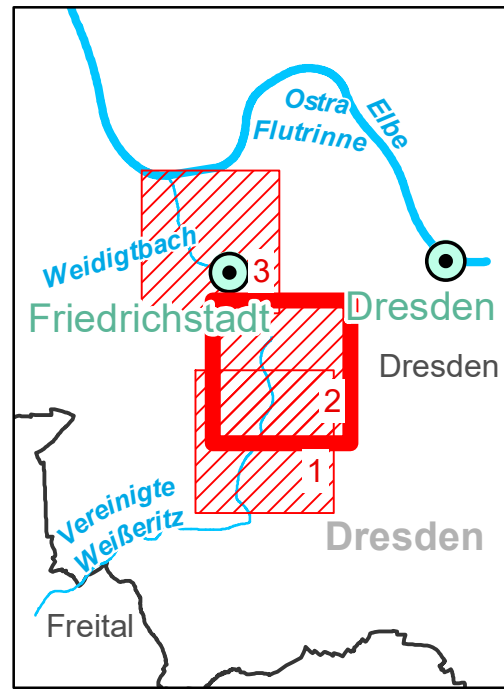 Ostra
Flutrinne
Elbe
Weidigtbach
3
Friedrichstadt
Dresden
Dresden
2
1
Vereinigte
Weißeritz
Dresden
Freital